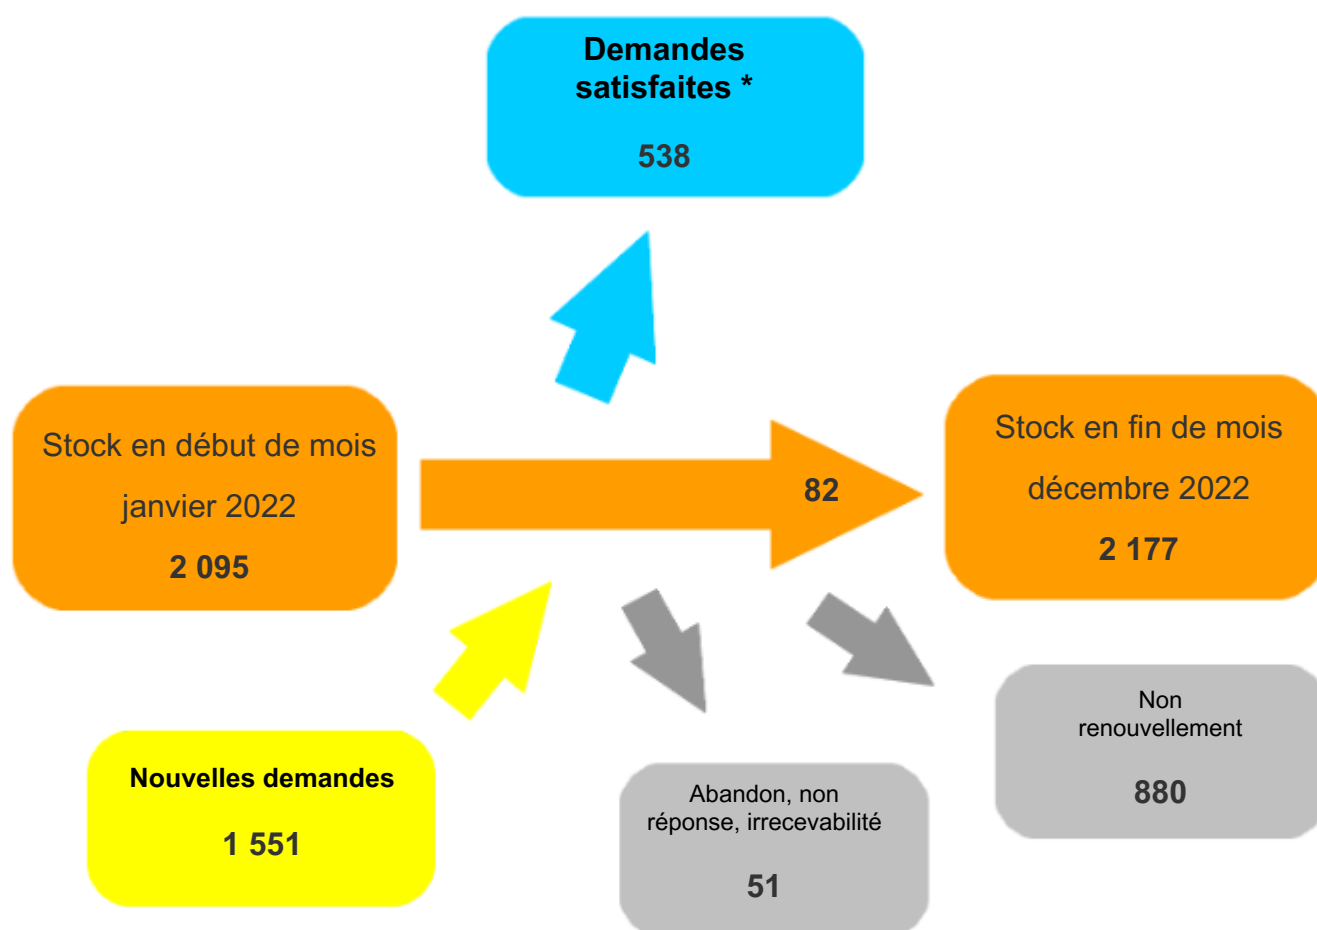 Demandes
satisfaites *
538
Stock en début de mois
janvier 2022
2 095
82
Stock en fin de mois
décembre 2022
2 177
Nouvelles demandes
1 551
Abandon, non
réponse, irrecevabilité
51
Non
renouvellement
880